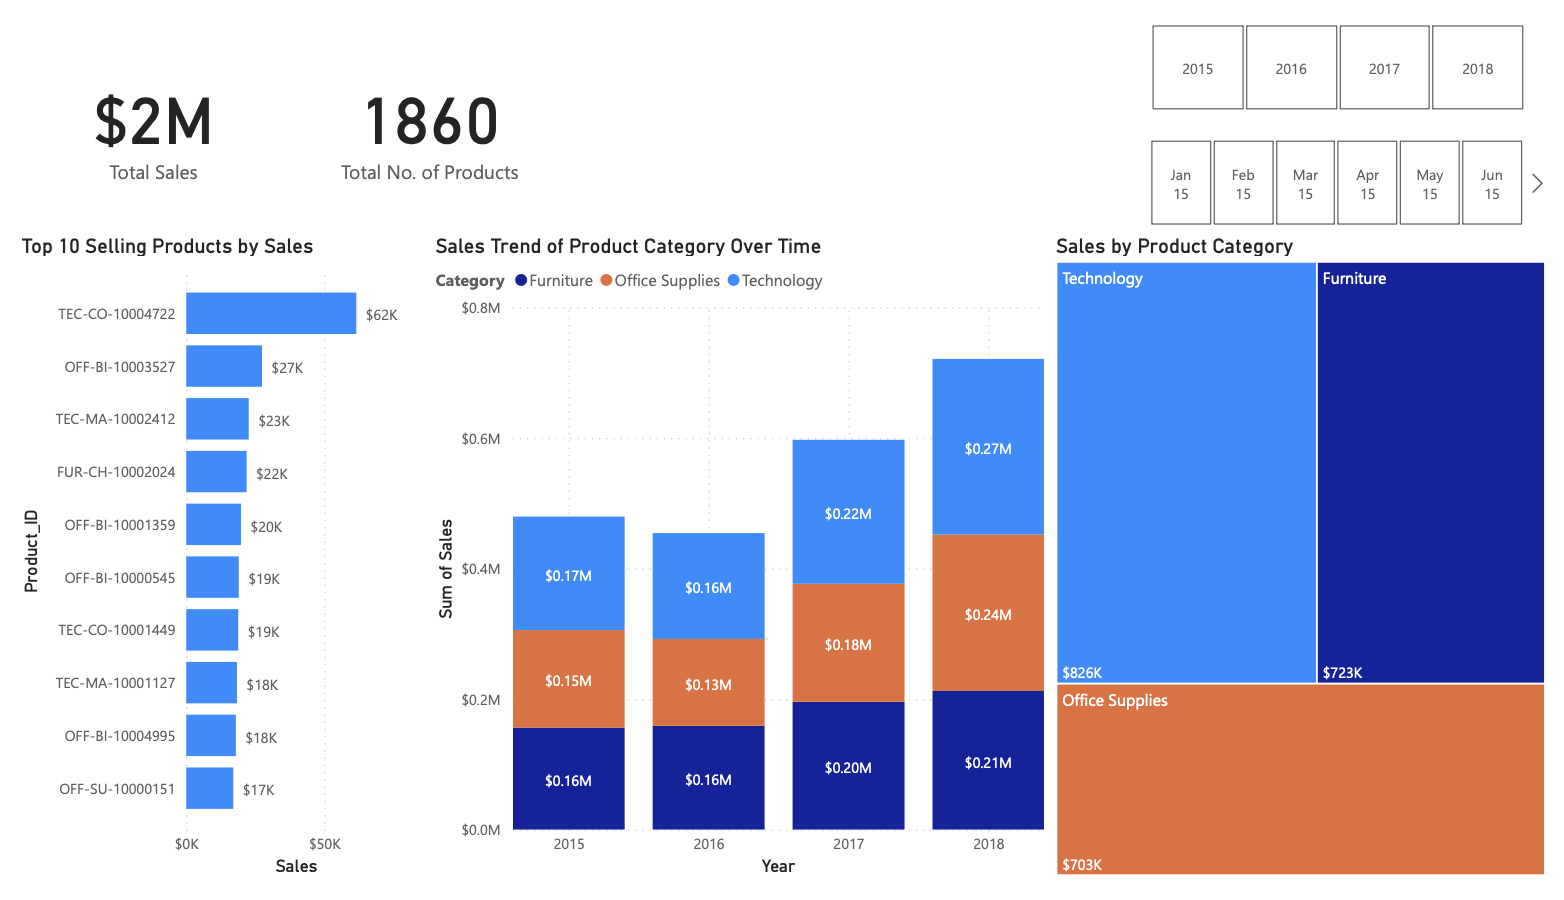 2015 2016 2017 2018
$2M
Total Sales
1860
Total No. of Products
Jan 15
Feb 15
Mar 15
Apr 15
May 15
Jun 15
Top 10 Selling Products by Sales
Product_ID
TEC-CO-10004722 $62K
OFF-BI-10003527 $27K
TEC-MA-10002412 $23K
FUR-CH-10002024 $22K
OFF-BI-10001359 $20K
OFF-BI-10000545 $19K
TEC-CO-10001449 $19K
TEC-MA-10001127 $18K
OFF-BI-10004995 $18K
OFF-SU-10000151 $17K
$0K $50K
Sales
Sales Trend of Product Category Over Time
Category Furniture Office Supplies Technology
Sum of Sales
$0.8M
$0.6M
$0.4M
$0.2M
$0.0M
$0.17M
$0.15M
$0.16M
$0.16M
$0.13M
$0.16M
$0.22M
$0.18M
$0.20M
$0.27M
$0.24M
$0.21M
2015 2016 2017 2018
Year
Sales by Product Category
Technology
$826K
Furniture
$723K
Office Supplies
$703K